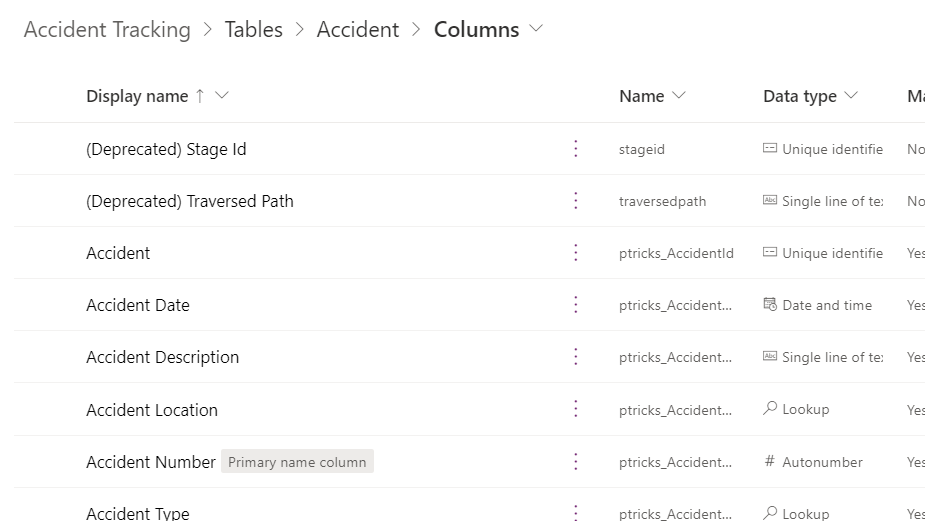 Accident Tracking > Tables > Accident > Columns
Display name ↑ Name Data type Ma
(Deprecated) Stage Id stageid Unique identifie No
(Deprecated) Traversed Path traversedpath Abc Single line of te No
Accident ptricks_AccidentId Unique identifie Yes
Accident Date ptricks_Accident... Date and time Yes
Accident Description ptricks_Accident... Abc Single line of te Yes
Accident Location ptricks_Accident... Lookup Yes
Accident Number Primary name column ptricks_Accident... # Autonumber Yes
Accident Type ptricks_Accident... Lookup Yes